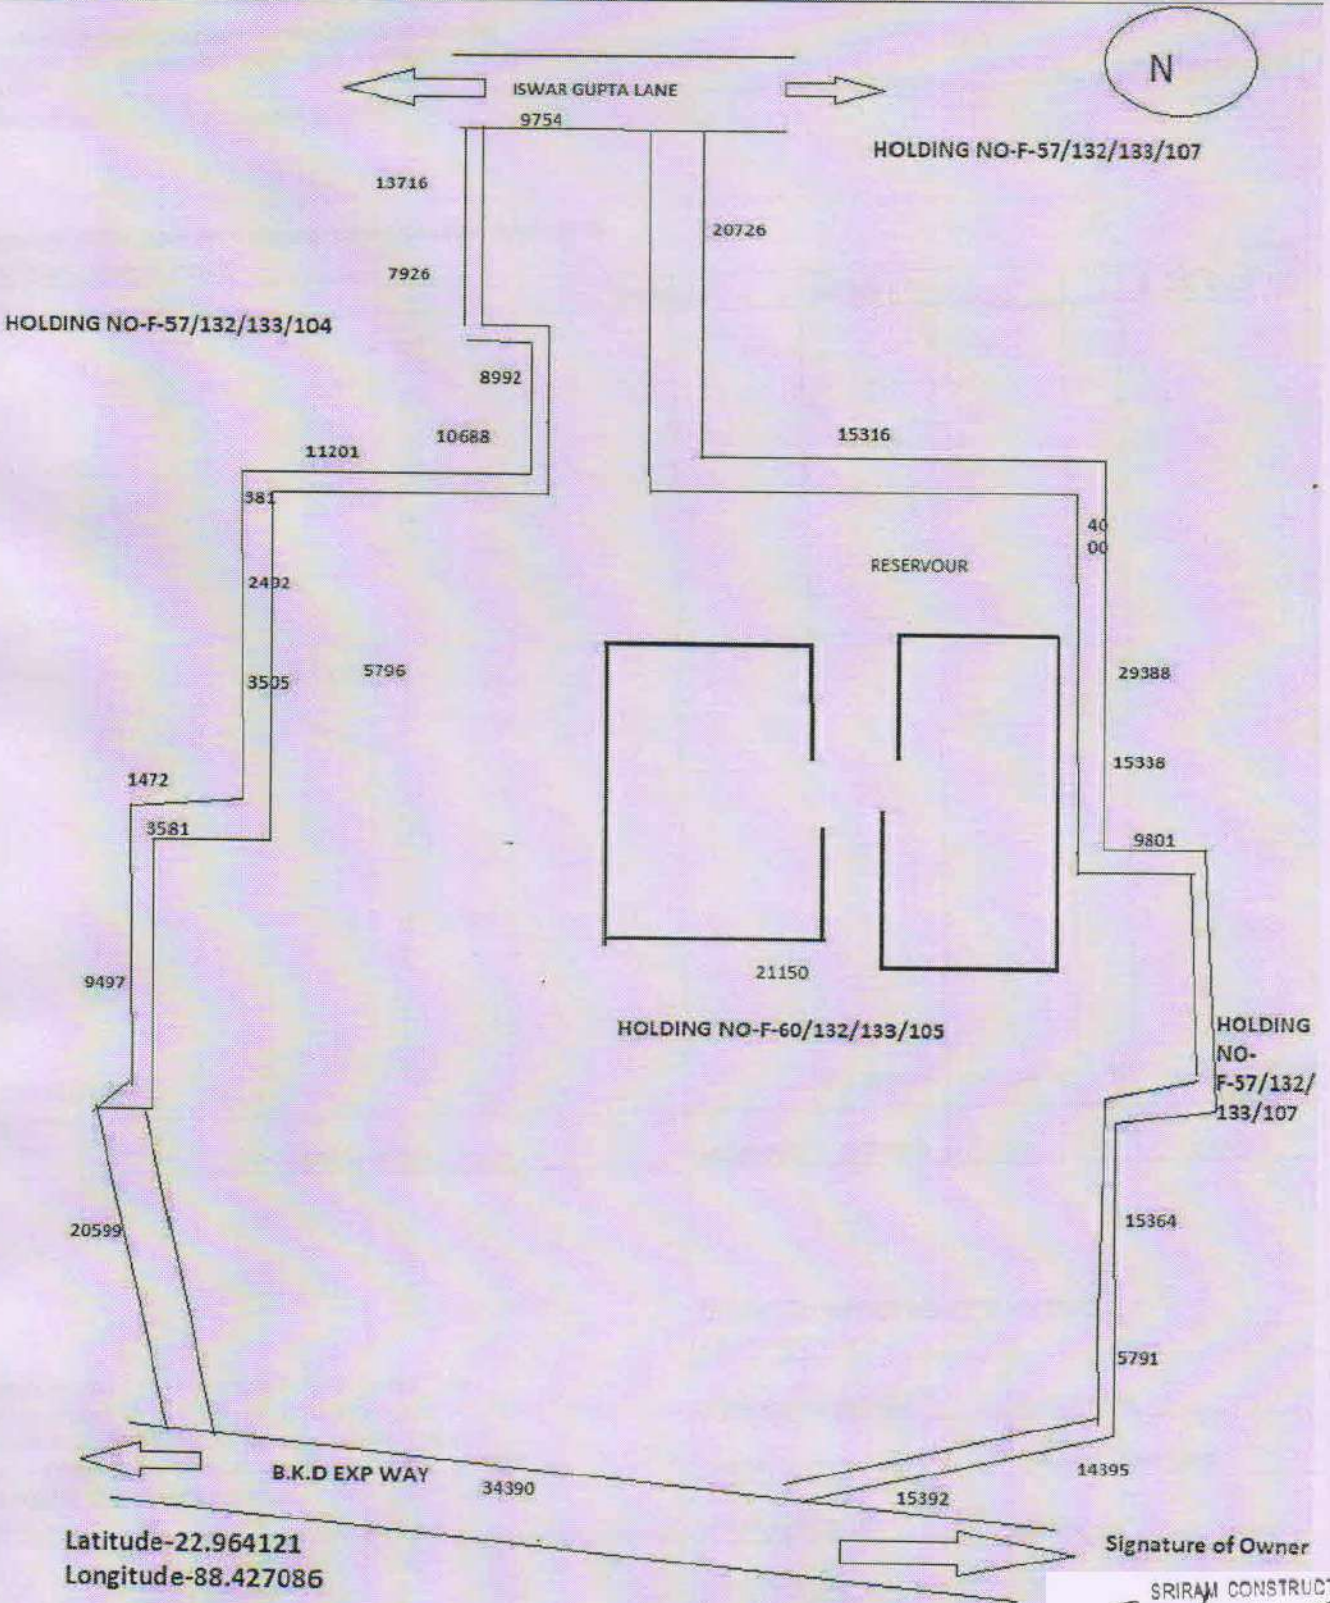 N
ISWAR GUPTA LANE
9754
HOLDING NO-F-57/132/133/107
13716
20726
7926
HOLDING NO-F-57/132/133/104
8992
10688
15316
11201
381
40
00
RESERVOUR
2492
5796
3505
29388
15338
1472
3581
9801
9497
21150
HOLDING NO-F-60/132/133/105
HOLDING
NO-
F-57/132/
133/107
15364
20599
5791
B.K.D EXP WAY
34390
14395
15392
Latitude-22.964121
Longitude-88.427086
Signature of Owner
SRIRAM